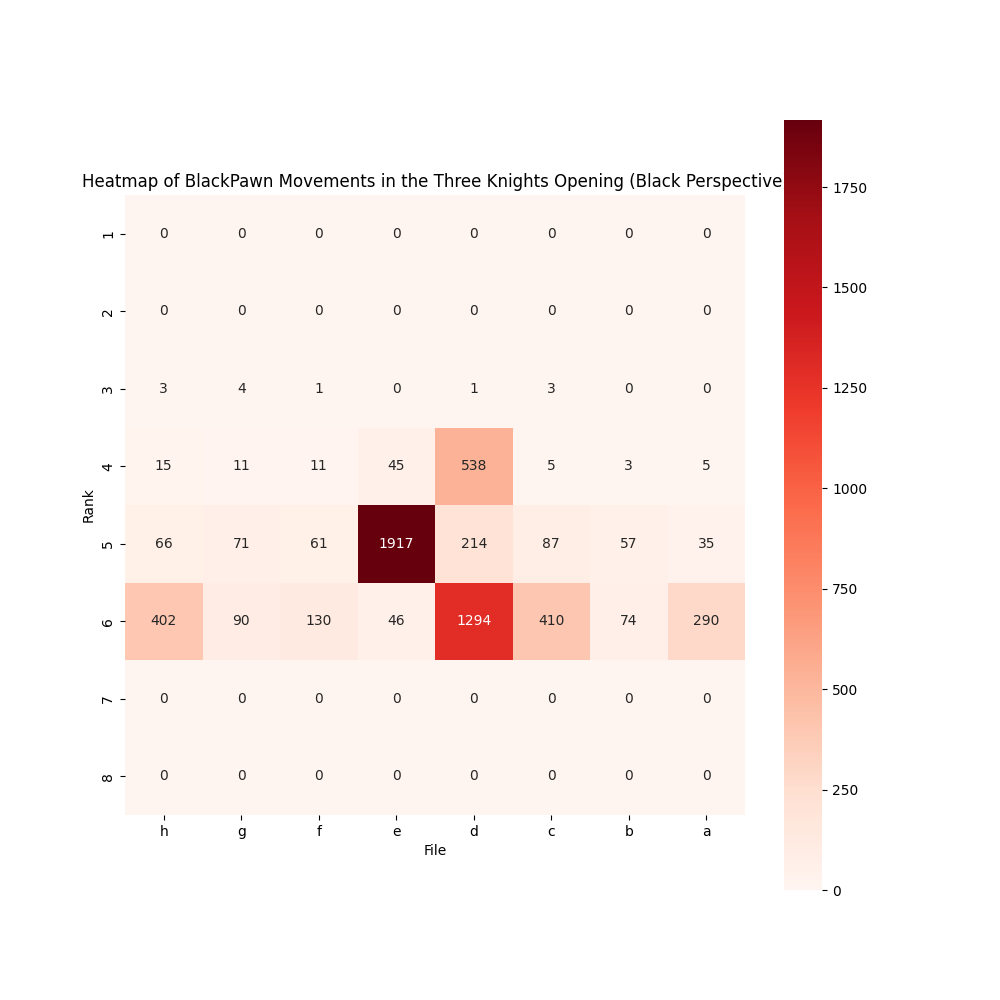 Heatmap of BlackPawn Movements in the Three Knights Opening (Black Perspective
1 0 0 0 0 0 0 0 0
2 0 0 0 0 0 0 0 0
3 3 4 1 0 1 3 0 0
4 15 11 11 45 538 5 3 5
Rank
5 66 71 61 1917 214 87 57 35
6 402 90 130 46 1294 410 74 290
7 0 0 0 0 0 0 0 0
8 0 0 0 0 0 0 0 0
h g f e d c b a
File
1750
1500
1250
1000
750
500
250
0